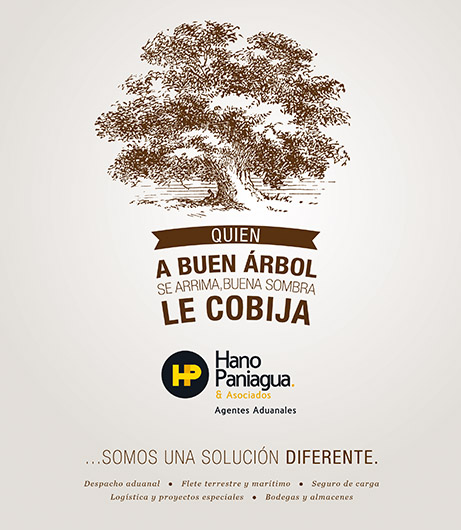 QUIEN
A BUEN ÁRBOL
SE ARRIMA, BUENA SOMBRA
LE COBIJA
HP
Hano
Paniagua.
& Asociados
Agentes Aduanales
...SOMOS UNA SOLUCIÓN DIFERENTE.
Despacho aduanal • Flete terrestre y marítimo • Seguro de carga
Logística y proyectos especiales • Bodegas y almacenes